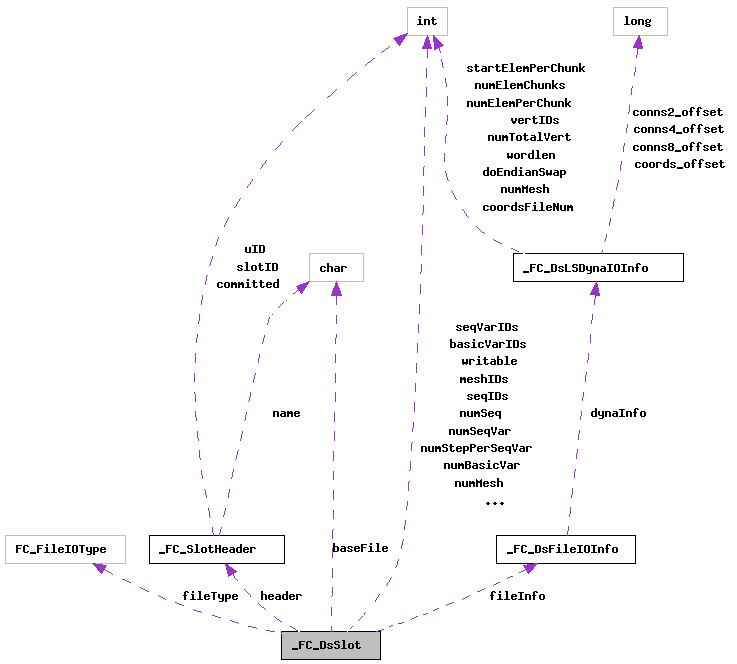 int
long
startElemPerChunk
numElemChunks
numElemPerChunk
vertIDs
numTotalVert
wordlen
doEndianSwap
numMesh
coordsFileNum
conns2_offset
conns4_offset
conns8_offset
coords_offset
uID
slotID
committed
char
_FC_DsLSDynaIOInfo
seqVarIDs
basicVarIDs
writable
meshIDs
seqIDs
numSeq
numSeqVar
numStepPerSeqVar
numBasicVar
numMesh
...
name
dynaInfo
FC_FileIOType
_FC_SlotHeader
baseFile
_FC_DsFileIOInfo
fileType
header
fileInfo
_FC_DsSlot